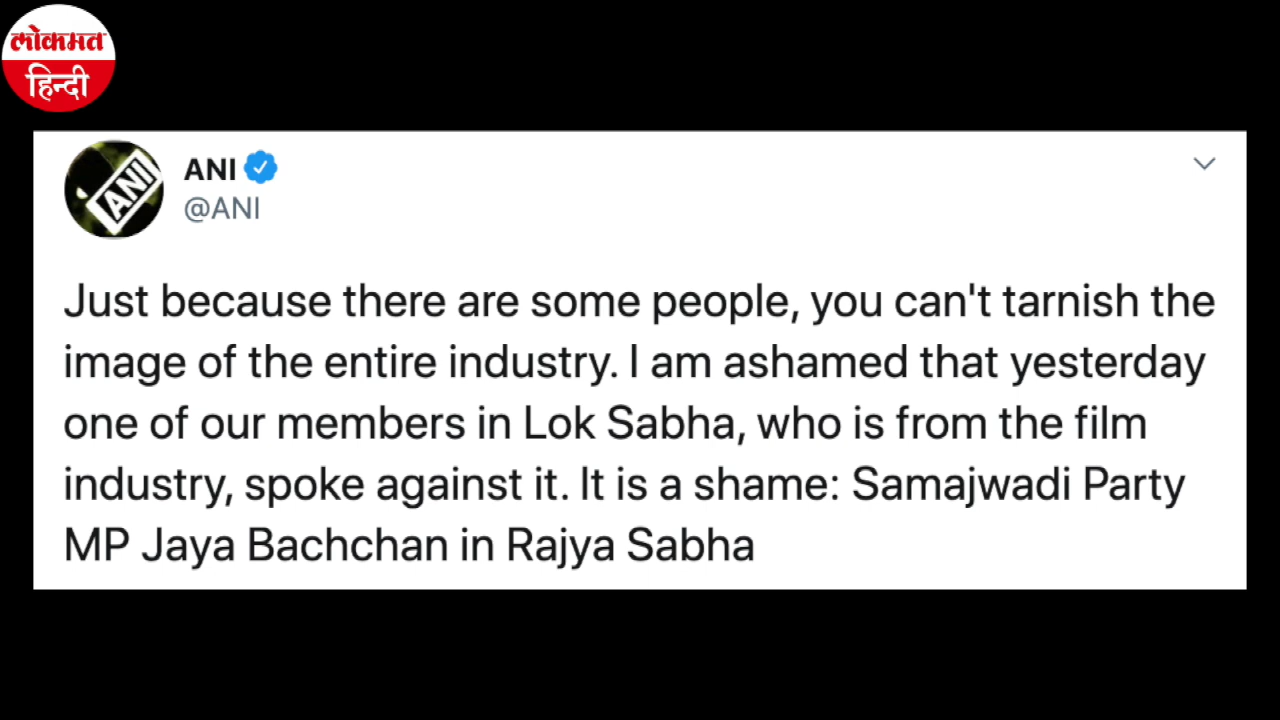 लोकमत
हिन्दी
ANI
ANI
@ANI
Just because there are some people, you can't tarnish the
image of the entire industry. I am ashamed that yesterday
one of our members in Lok Sabha, who is from the film
industry, spoke against it. It is a shame: Samajwadi Party
MP Jaya Bachchan in Rajya Sabha